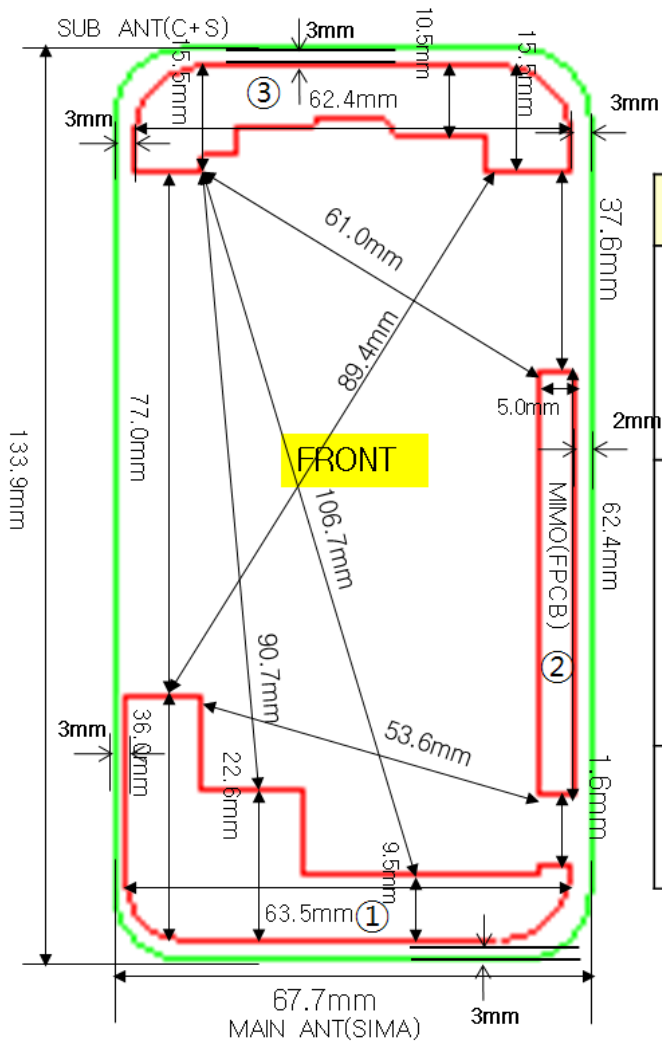 SUB ANT(C+S)
3mm
15.5mm
10.5mm
15.5mm
③
62.4mm
3mm
3mm
61.0mm
37.6mm
89.4mm
77.0mm
5.0mm
2mm
133.9mm
FRONT
106.7mm
MIMO(FPCB)
62.4mm
②
90.7mm
3mm
36.0mm
53.6mm
22.6mm
1.6mm
9.5mm
63.5mm
①
67.7mm
3mm
MAIN ANT(SIMA)